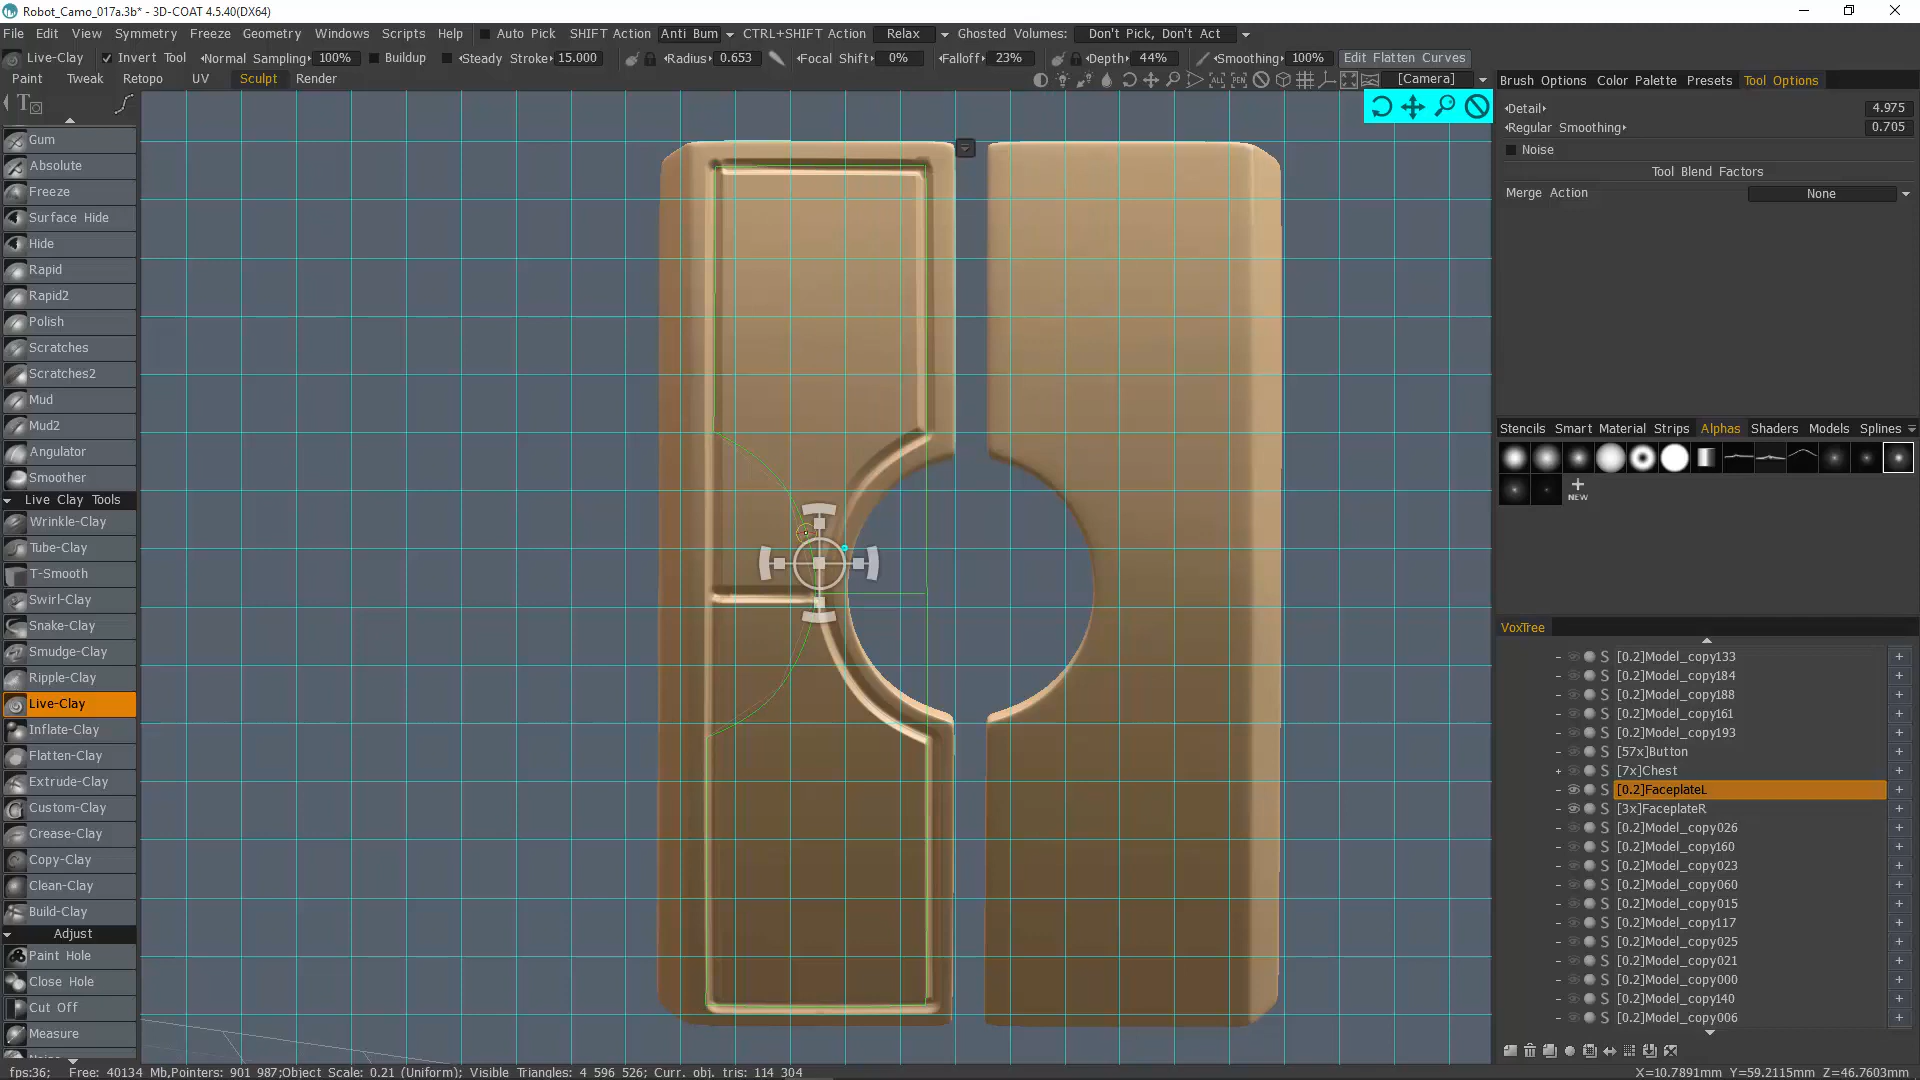 Robot_Camo_017a.3b* - 3D-COAT 4.5.40(DX64)
File Edit View Symmetry Freeze Geometry Windows Scripts Help Auto Pick SHIFT Action Anti Bum CTRL+SHIFT Action Relax Ghosted Volumes: Don't Pick, Don't Act
Live-Clay Invert Tool Normal Sampling 100% Buildup Steady Stroke 15.000 Radius 0.653 Focal Shift 0% Falloff 23% Depth 44% Smoothing 100% Edit Flatten Curves
Paint Tweak Retopo UV Sculpt Render [Camera] Brush Options Color Palette Presets Tool Options
Detail 4.975
Regular Smoothing 0.705
Noise
Tool Blend Factors
Merge Action None
Gum
Absolute
Freeze
Surface Hide
Hide
Rapid
Rapid2
Polish
Scratches
Scratches2
Mud
Mud2
Angulator
Smoother
Live Clay Tools
Wrinkle-Clay
Tube-Clay
T-Smooth
Swirl-Clay
Snake-Clay
Smudge-Clay
Ripple-Clay
Live-Clay
Inflate-Clay
Flatten-Clay
Extrude-Clay
Custom-Clay
Crease-Clay
Copy-Clay
Clean-Clay
Build-Clay
Adjust
Paint Hole
Close Hole
Cut Off
Measure
Stencils Smart Material Strips Alphas Shaders Models Splines
NEW
VoxTree
S [0.2]Model_copy133
S [0.2]Model_copy184
S [0.2]Model_copy188
S [0.2]Model_copy161
S [0.2]Model_copy193
S [57x]Button
S [7x]Chest
S [0.2]FaceplateL
S [3x]FaceplateR
S [0.2]Model_copy026
S [0.2]Model_copy160
S [0.2]Model_copy023
S [0.2]Model_copy060
S [0.2]Model_copy015
S [0.2]Model_copy117
S [0.2]Model_copy025
S [0.2]Model_copy021
S [0.2]Model_copy000
S [0.2]Model_copy140
S [0.2]Model_copy006
fps:36; Free: 40134 Mb,Pointers: 901 987;Object Scale: 0.21 (Uniform); Visible Triangles: 4 596 526; Curr. obj. tris: 114 304 X=10.7891mm Y=59.2115mm Z=46.7603mm